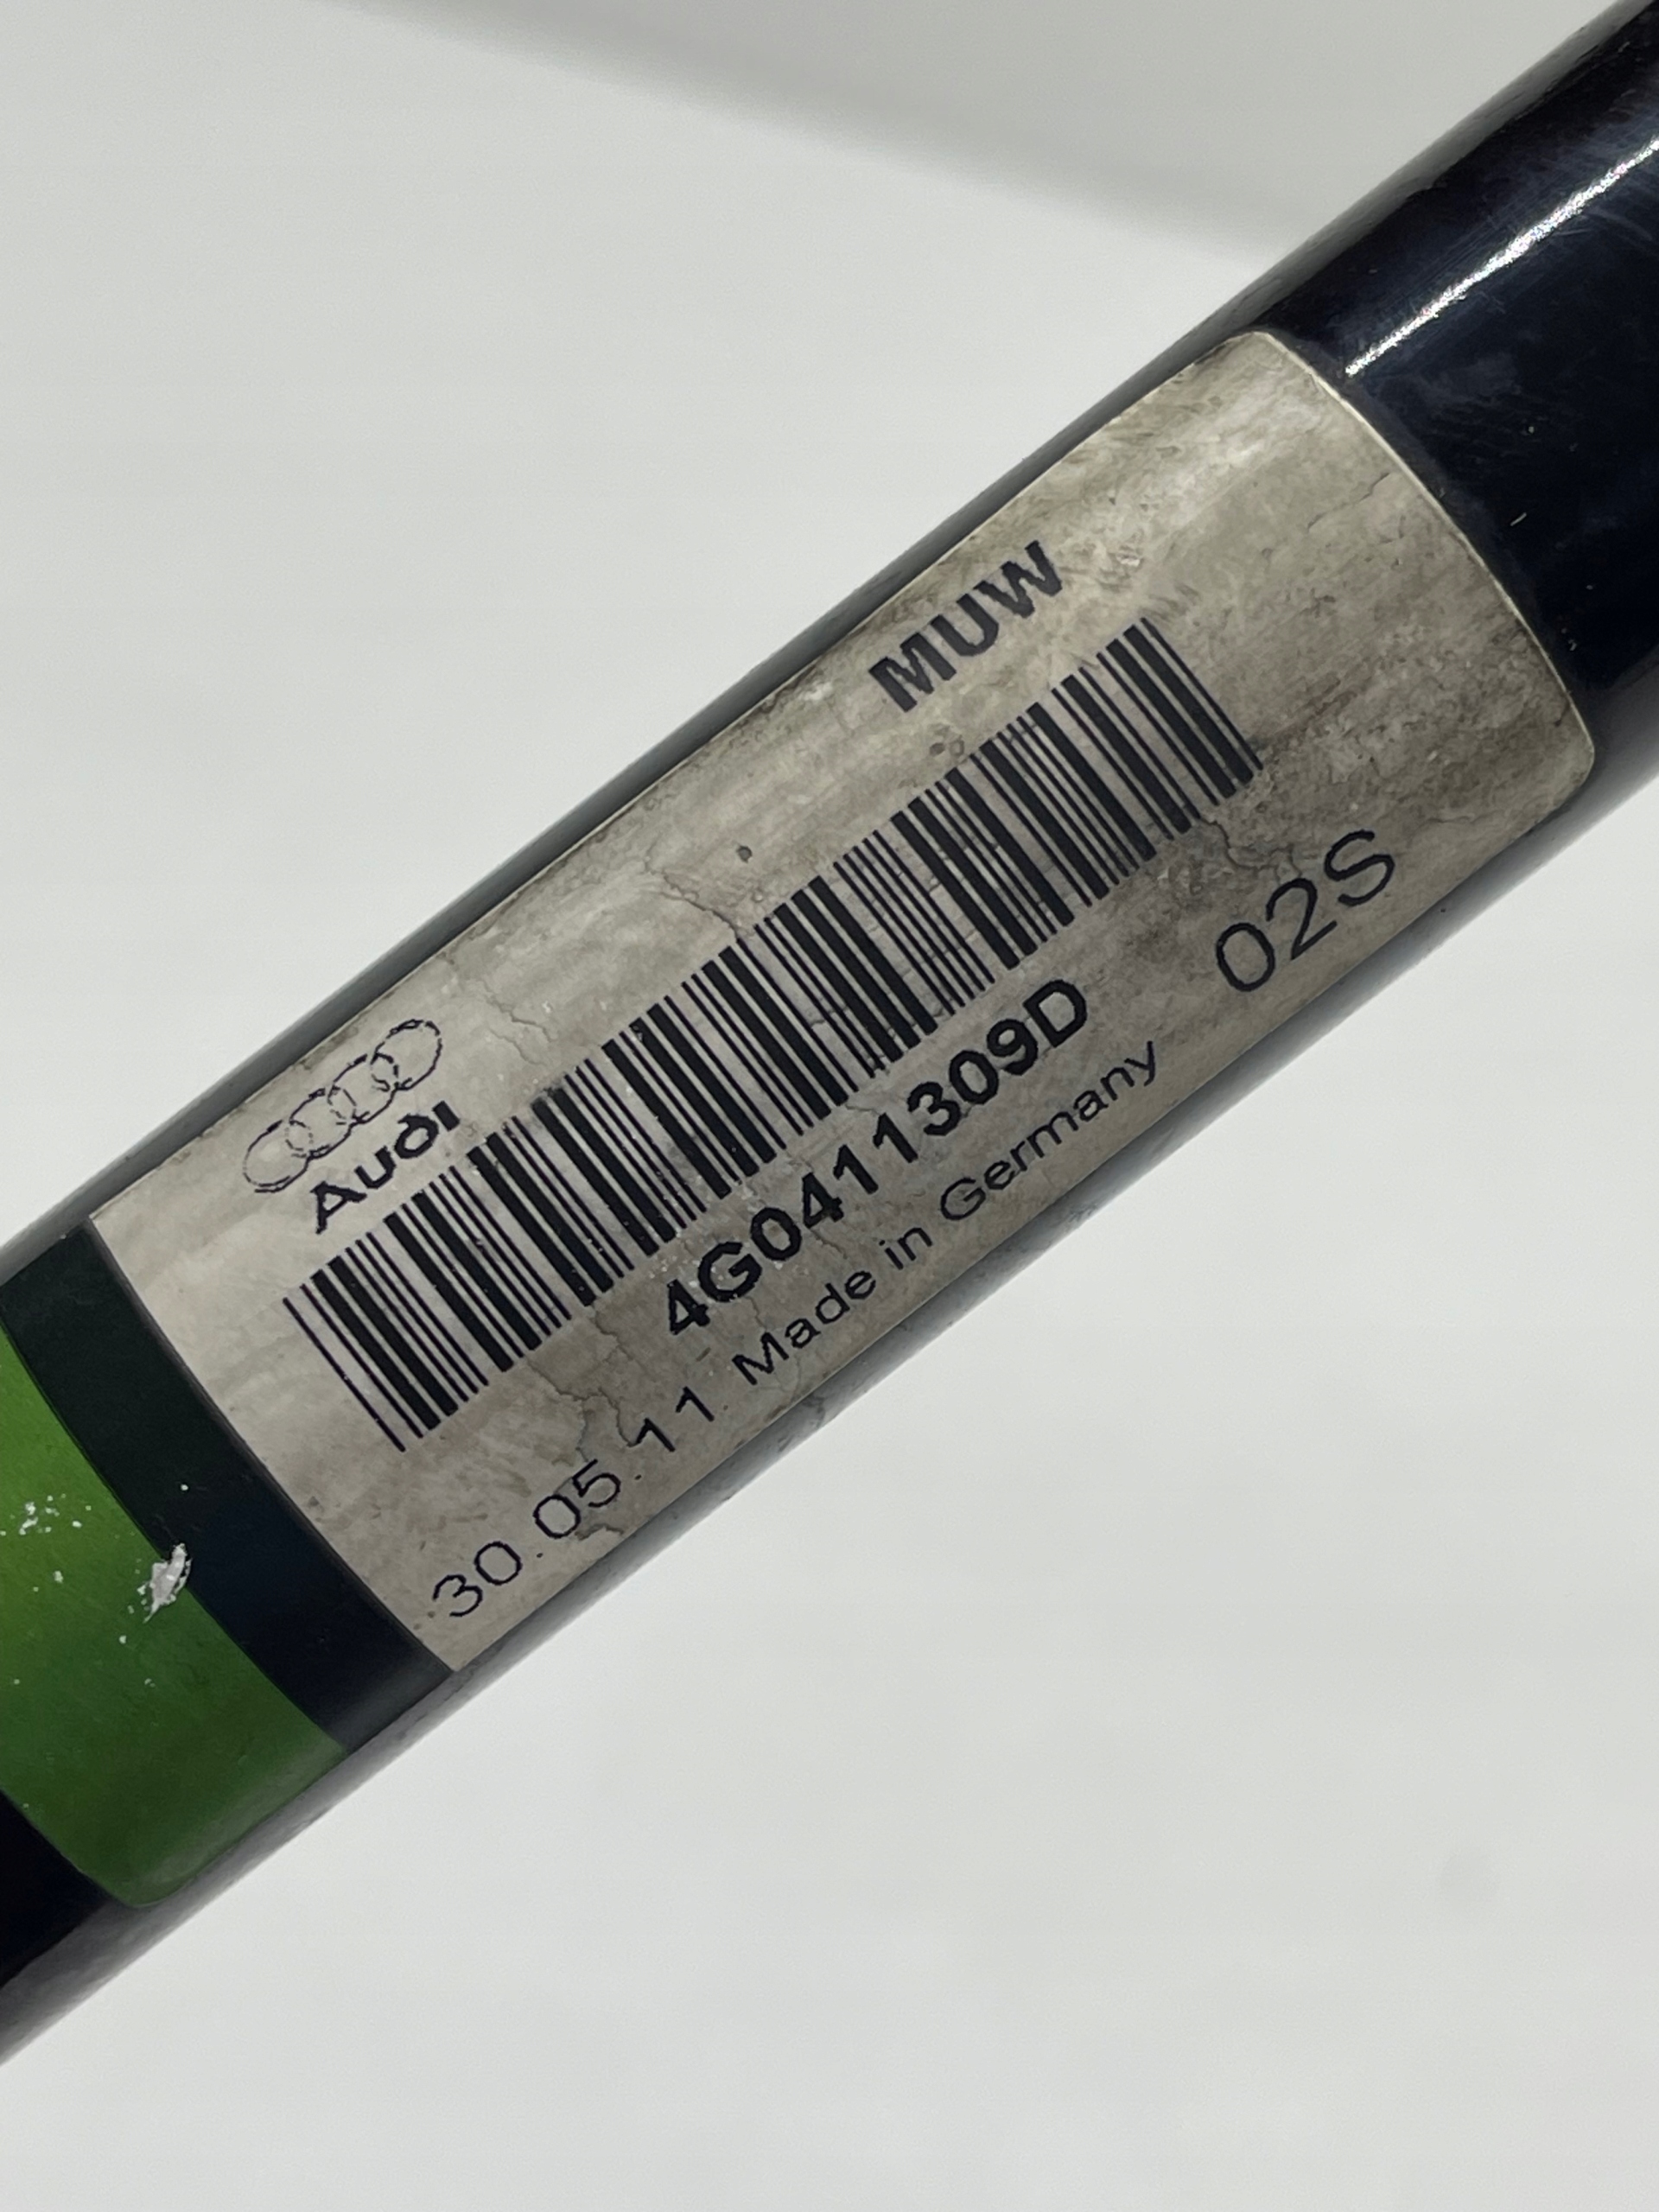 MUW
Audi
4G0411309D
02S
30.05.11 Made in Germany